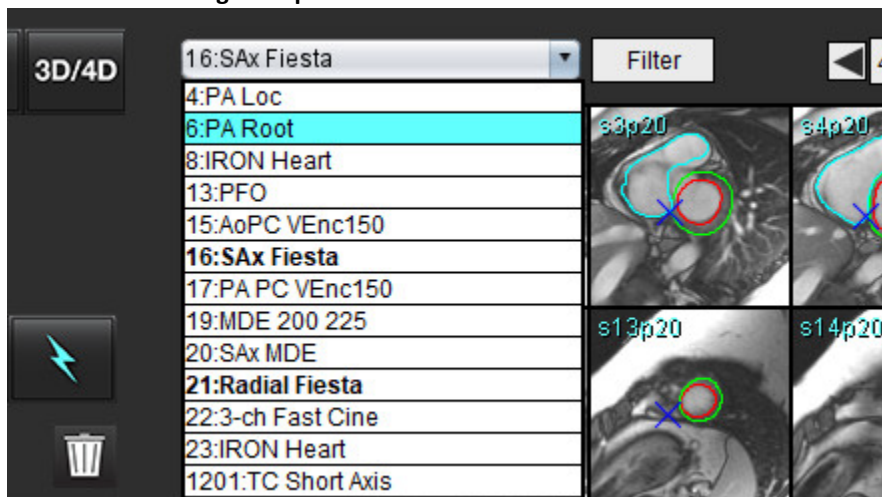 16:SAx Fiesta
Filter
3D/4D
4:PA Loc
6:PA Root
8:IRON Heart
13:PFO
15:AoPC VEnc150
16:SAx Fiesta
17:PA PC VEnc150
19:MDE 200 225
20:SAx MDE
21:Radial Fiesta
22:3-ch Fast Cine
23:IRON Heart
1201:TC Short Axis
s3p20
s4p20
s13p20
s14p20